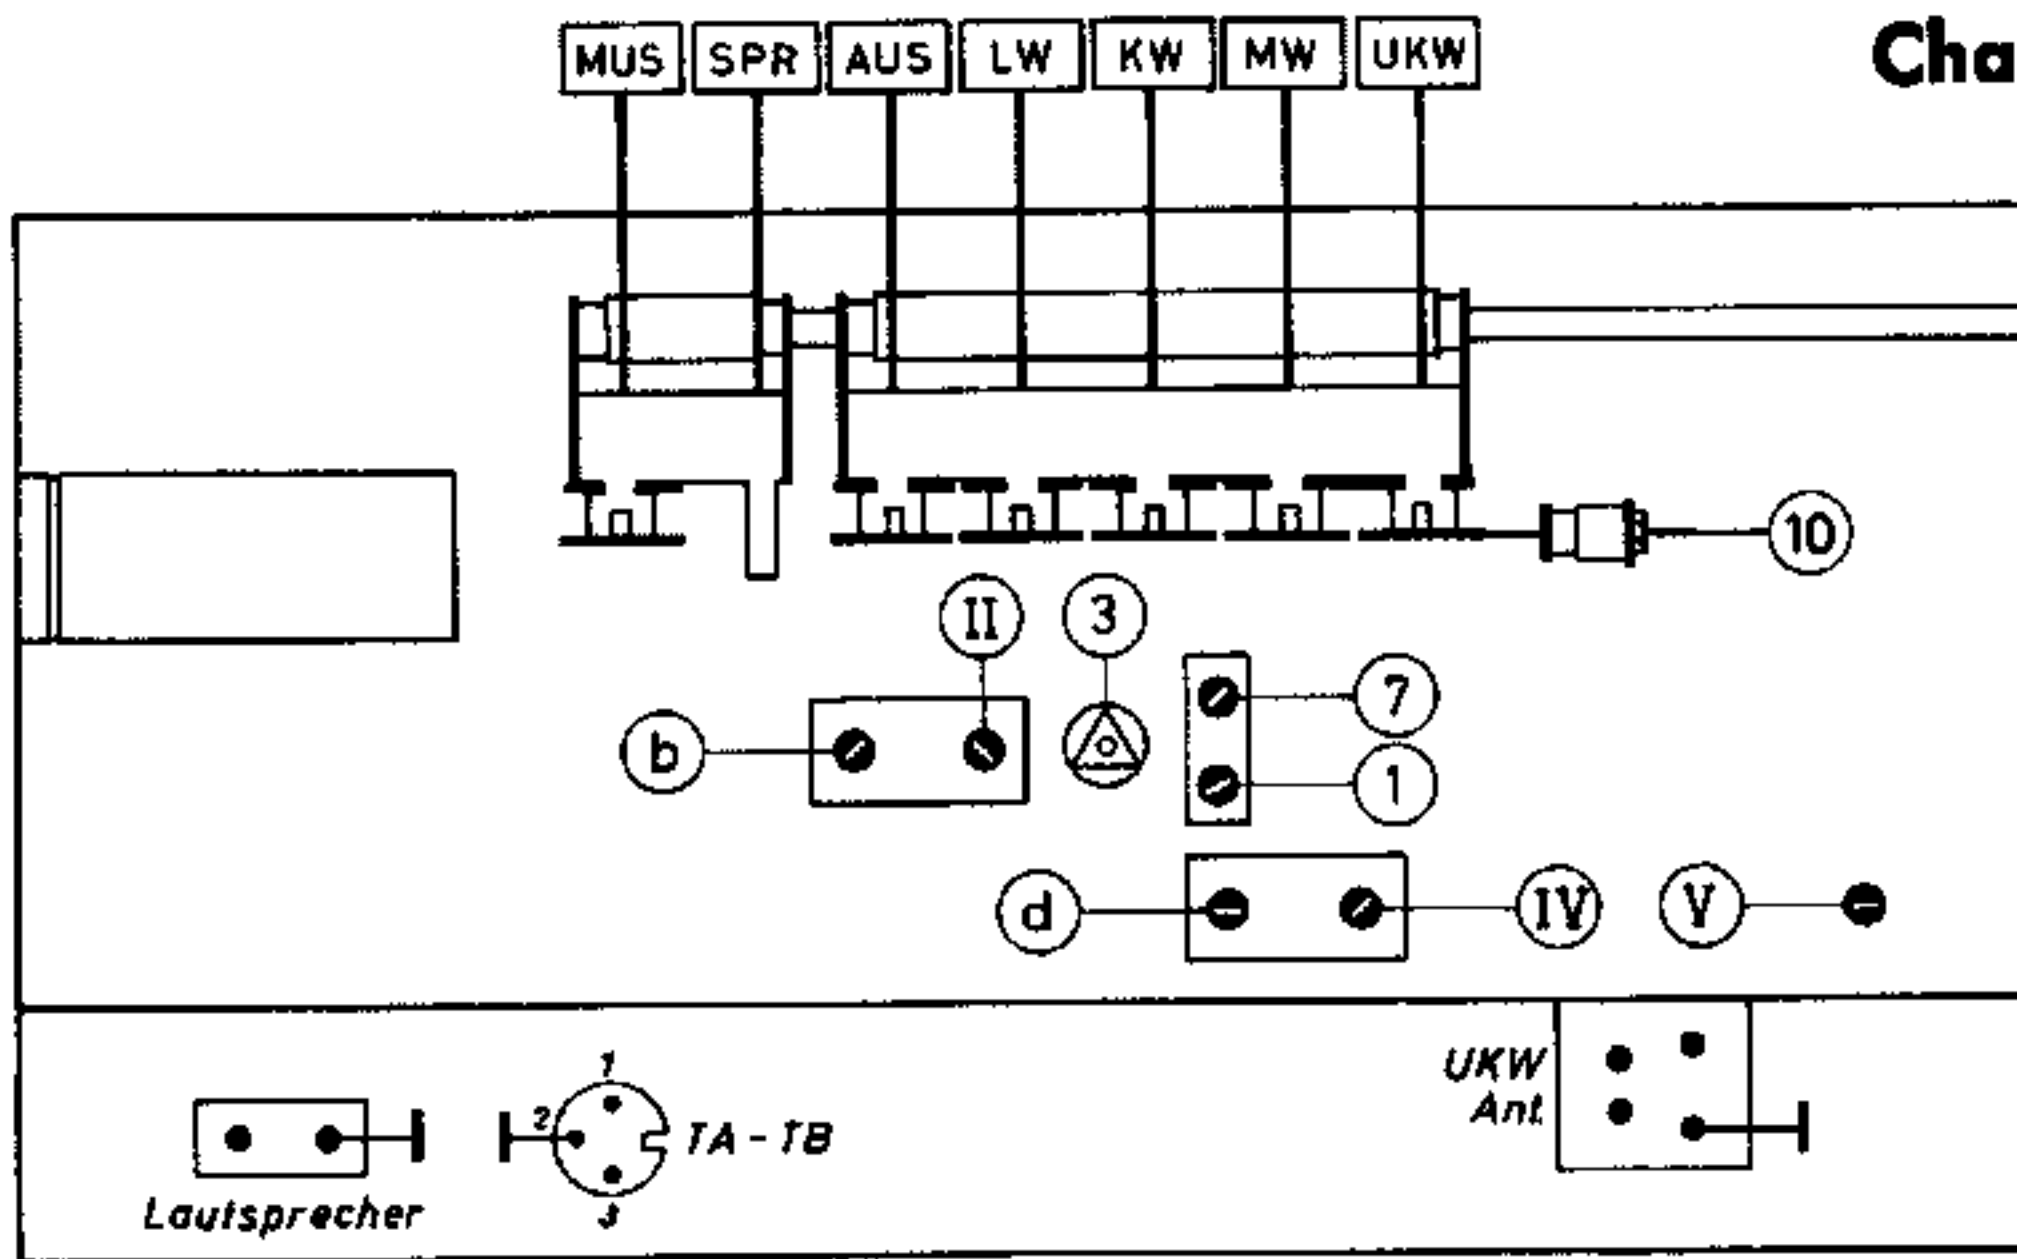 MUS SPR AUS LW KW MW UKW
Cha
10
II 3
7
b
1
d IV V
UKW
Ant.
1
2
TA - TB
3
Lautsprecher